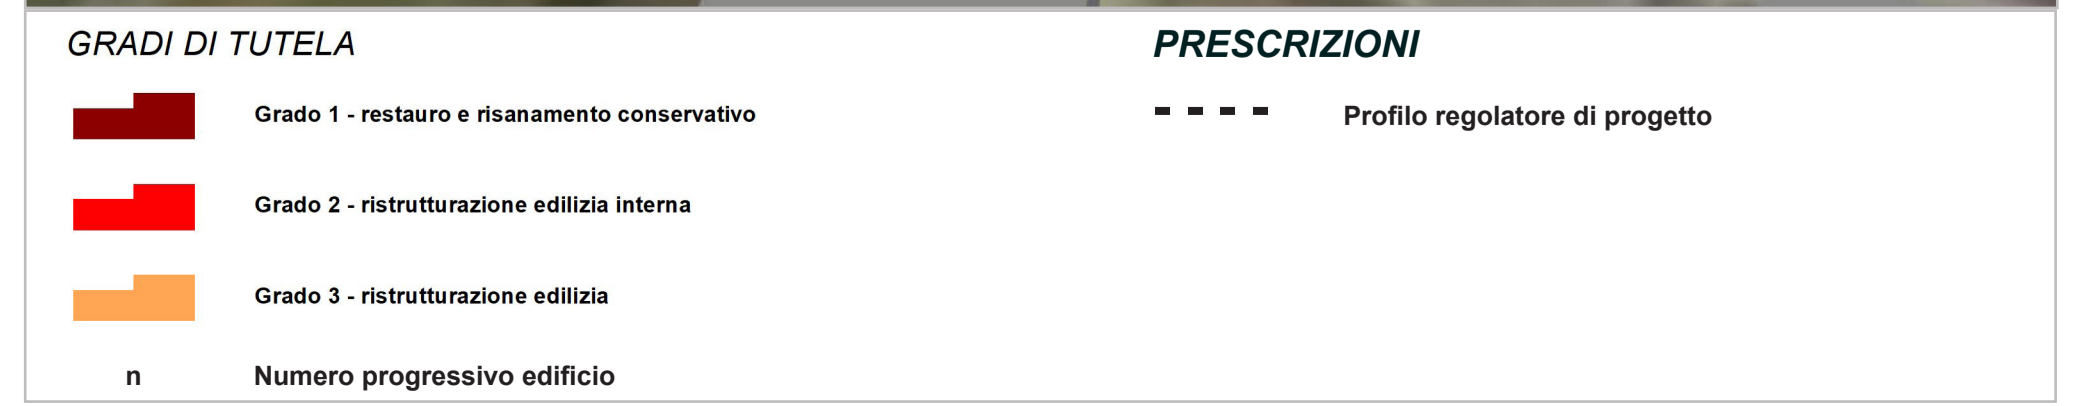 GRADI DI TUTELA
Grado 1 - restauro e risanamento conservativo
Grado 2 - ristrutturazione edilizia interna
Grado 3 - ristrutturazione edilizia
n Numero progressivo edificio
PRESCRIZIONI
Profilo regolatore di progetto